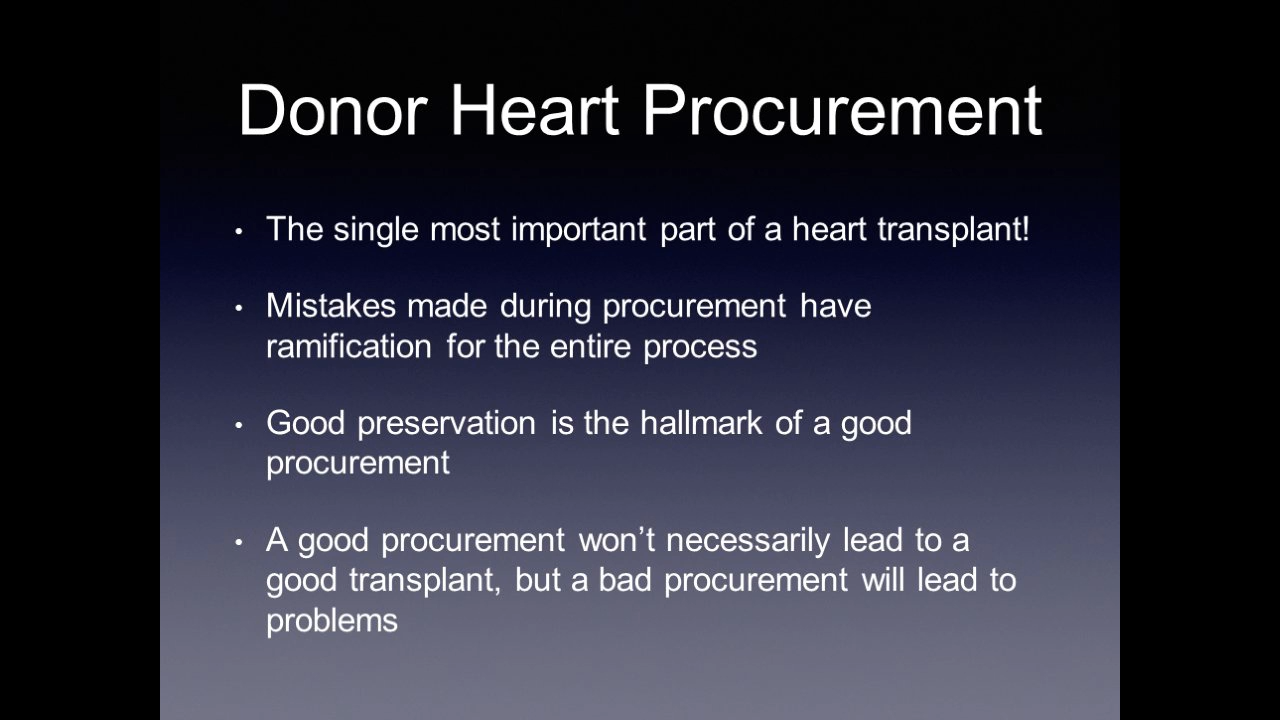 Donor Heart Procurement
• The single most important part of a heart transplant!
• Mistakes made during procurement have
ramification for the entire process
• Good preservation is the hallmark of a good
procurement
• A good procurement won’t necessarily lead to a
good transplant, but a bad procurement will lead to
problems